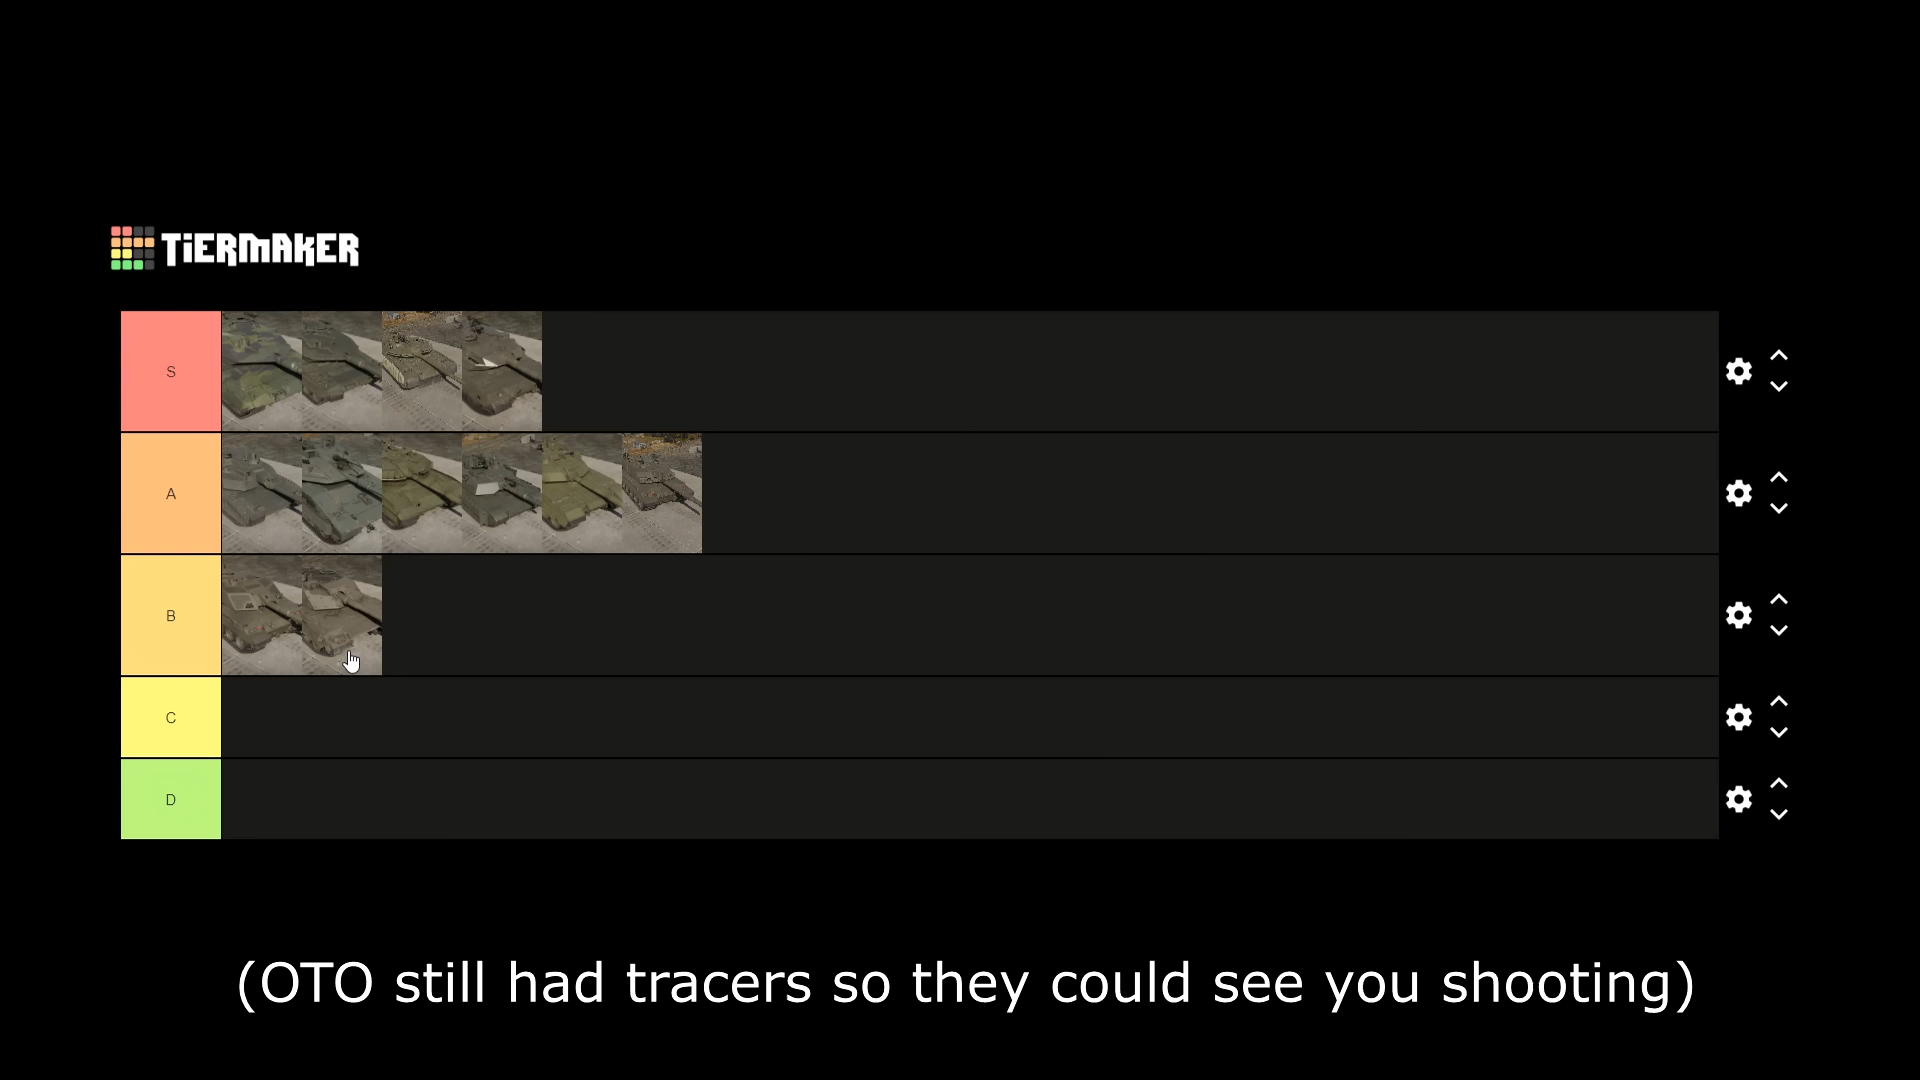 TiERMAKER
S
A
B
C
D
(OTO still had tracers so they could see you shooting)